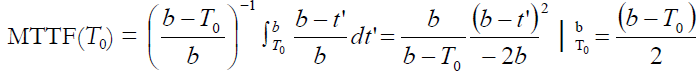 MTTF(T₀) = ((b − T₀)/b)⁻¹ ∫_{T₀}^{b} (b − t')/b dt' = b/(b − T₀) (b − t')²/(− 2b) |_{T₀}^{b} = (b − T₀)/2